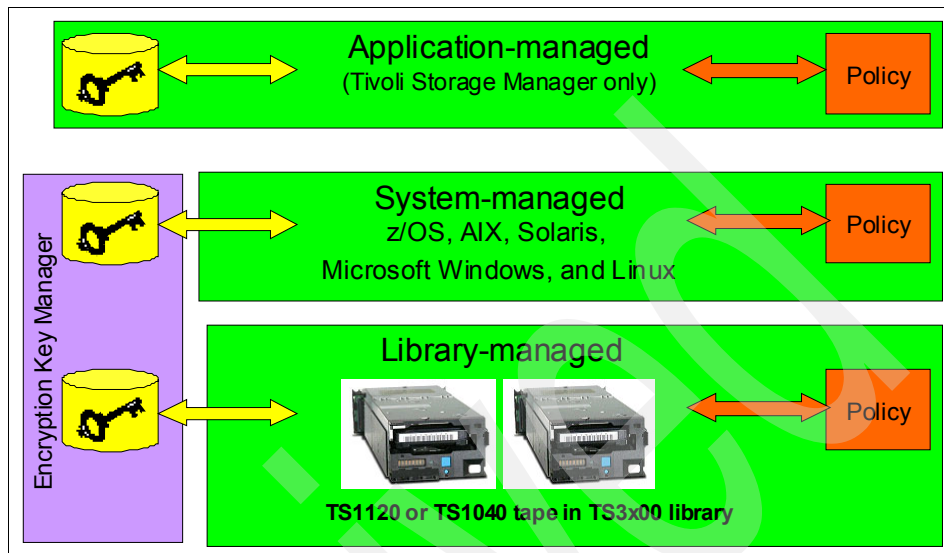 Application-managed
(Tivoli Storage Manager only)
Policy
Encryption Key Manager
System-managed
z/OS, AIX, Solaris,
Microsoft Windows, and Linux
Policy
Library-managed
Policy
TS1120 or TS1040 tape in TS3x00 library